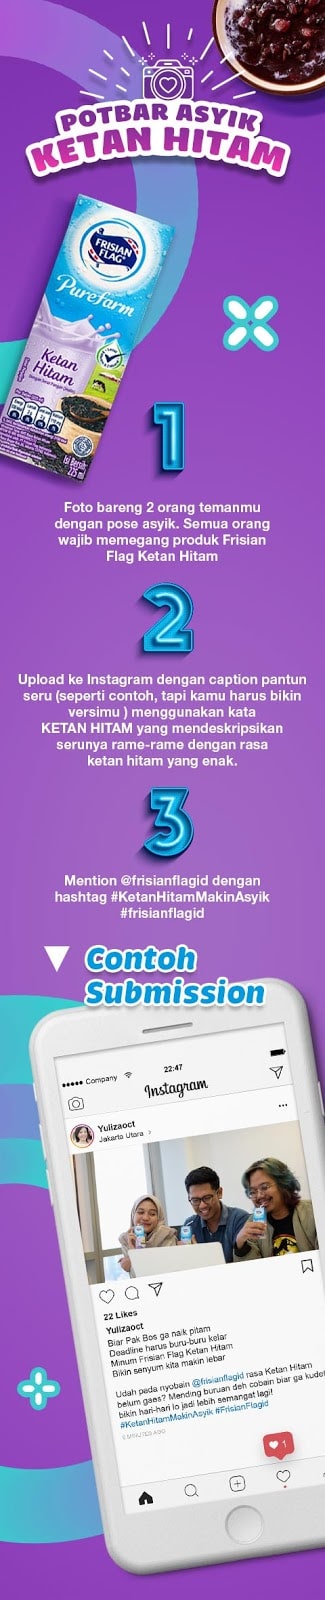 POTBAR ASYIK
KETAN HITAM
FRISIAN
FLAG
Purefarm
Ketan
Hitam
1
Foto bareng 2 orang temanmu
dengan pose asyik. Semua orang
wajib memegang produk Frisian
Flag Ketan Hitam
2
Upload ke Instagram dengan caption pantun
seru (seperti contoh, tapi kamu harus bikin
versimu ) menggunakan kata
KETAN HITAM yang mendeskripsikan
serunya rame-rame dengan rasa
ketan hitam yang enak.
3
Mention @frisianflagid dengan
hashtag #KetanHitamMakinAsyik
#frisianflagid
Contoh
Submission
Company
22:47
Instagram
Yulizaoct
Jakarta Utara >
22 Likes
Yulizaoct
Biar Pak Bos ga naik pitam
Deadline harus buru-buru kelar
Minum Frisian Flag Ketan Hitam
Bikin senyum kita makin lebar
Udah pada nyobain @frisianflagid rasa Ketan Hitam
belum gaes? Mending buruan deh cobain biar ga kudet
bikin hari-hari lo jadi lebih semangat lagi!
#KetanHitamMakinAsyik #FrisianFlagid
MINUTES AGO
1